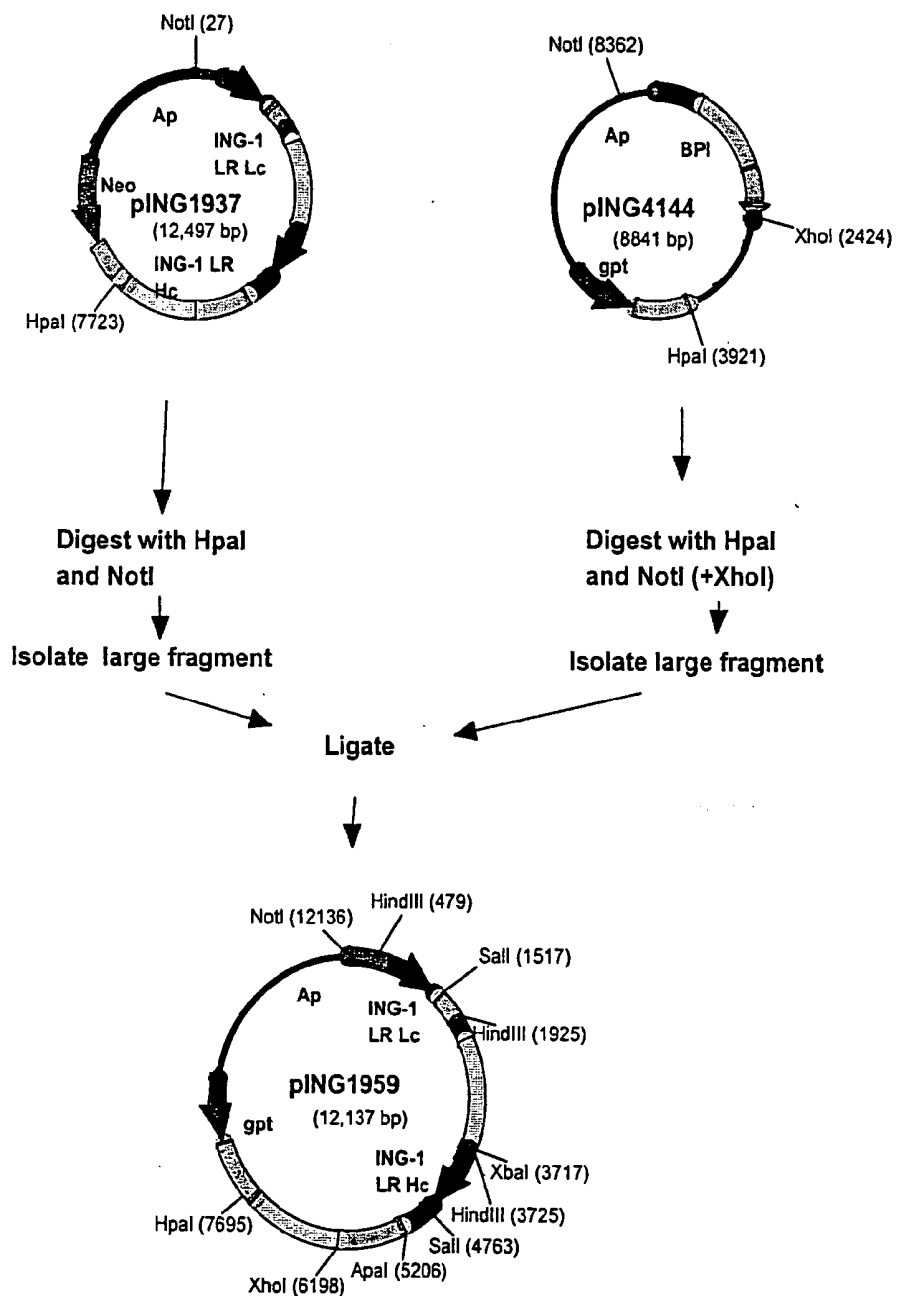 NotI (27)
Ap
ING-1
LR Lc
Neo
pING1937
(12,497 bp)
ING-1 LR
Hc
HpaI (7723)
NotI (8362)
Ap
BPI
pING4144
(8841 bp)
XhoI (2424)
gpt
HpaI (3921)
Digest with HpaI
and NotI
Digest with HpaI
and NotI (+XhoI)
Isolate large fragment
Isolate large fragment
Ligate
NotI (12136)
HindIII (479)
SalI (1517)
Ap
ING-1
LR Lc
HindIII (1925)
pING1959
(12,137 bp)
gpt
ING-1
LR Hc
XbaI (3717)
HindIII (3725)
HpaI (7695)
SalI (4763)
ApaI (5206)
XhoI (6198)